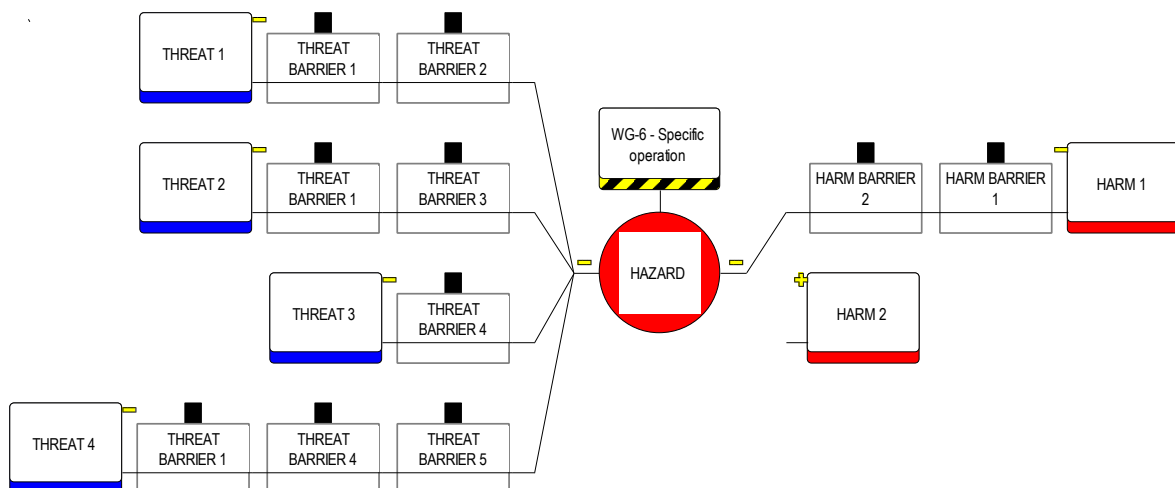 THREAT 1
THREAT
BARRIER 1
THREAT
BARRIER 2
WG-6 - Specific
operation
THREAT 2
THREAT
BARRIER 1
THREAT
BARRIER 3
HARM BARRIER
2
HARM BARRIER
1
HARM 1
HAZARD
THREAT 3
THREAT
BARRIER 4
HARM 2
THREAT 4
THREAT
BARRIER 1
THREAT
BARRIER 4
THREAT
BARRIER 5